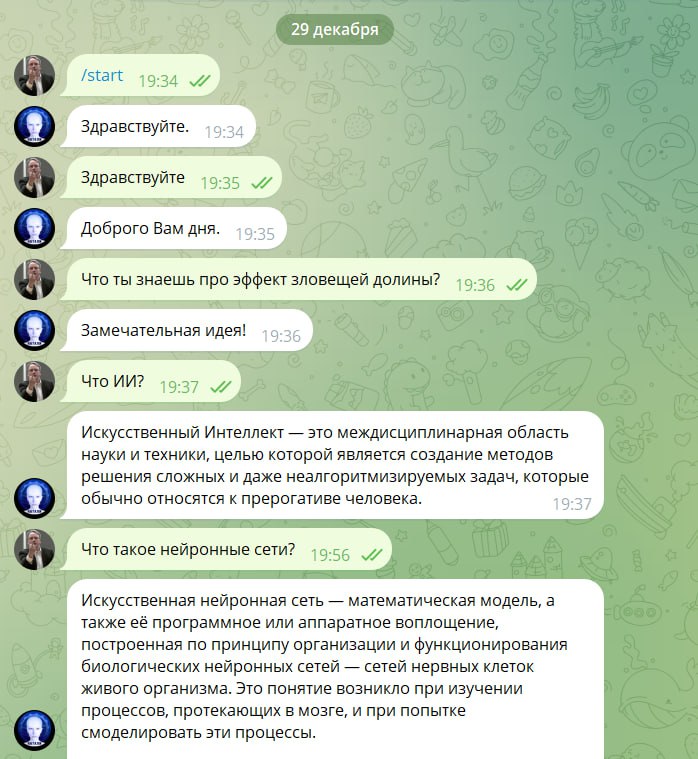 29 декабря
/start 19:34
Здравствуйте. 19:34
Здравствуйте 19:35
Доброго Вам дня. 19:35
Что ты знаешь про эффект зловещей долины? 19:36
Замечательная идея! 19:36
Что ИИ? 19:37
Искусственный Интеллект — это междисциплинарная область
науки и техники, целью которой является создание методов
решения сложных и даже неалгоритмизируемых задач, которые
обычно относятся к прерогативе человека. 19:37
Что такое нейронные сети? 19:56
Искусственная нейронная сеть — математическая модель, а
также её программное или аппаратное воплощение,
построенная по принципу организации и функционирования
биологических нейронных сетей — сетей нервных клеток
живого организма. Это понятие возникло при изучении
процессов, протекающих в мозге, и при попытке
смоделировать эти процессы.